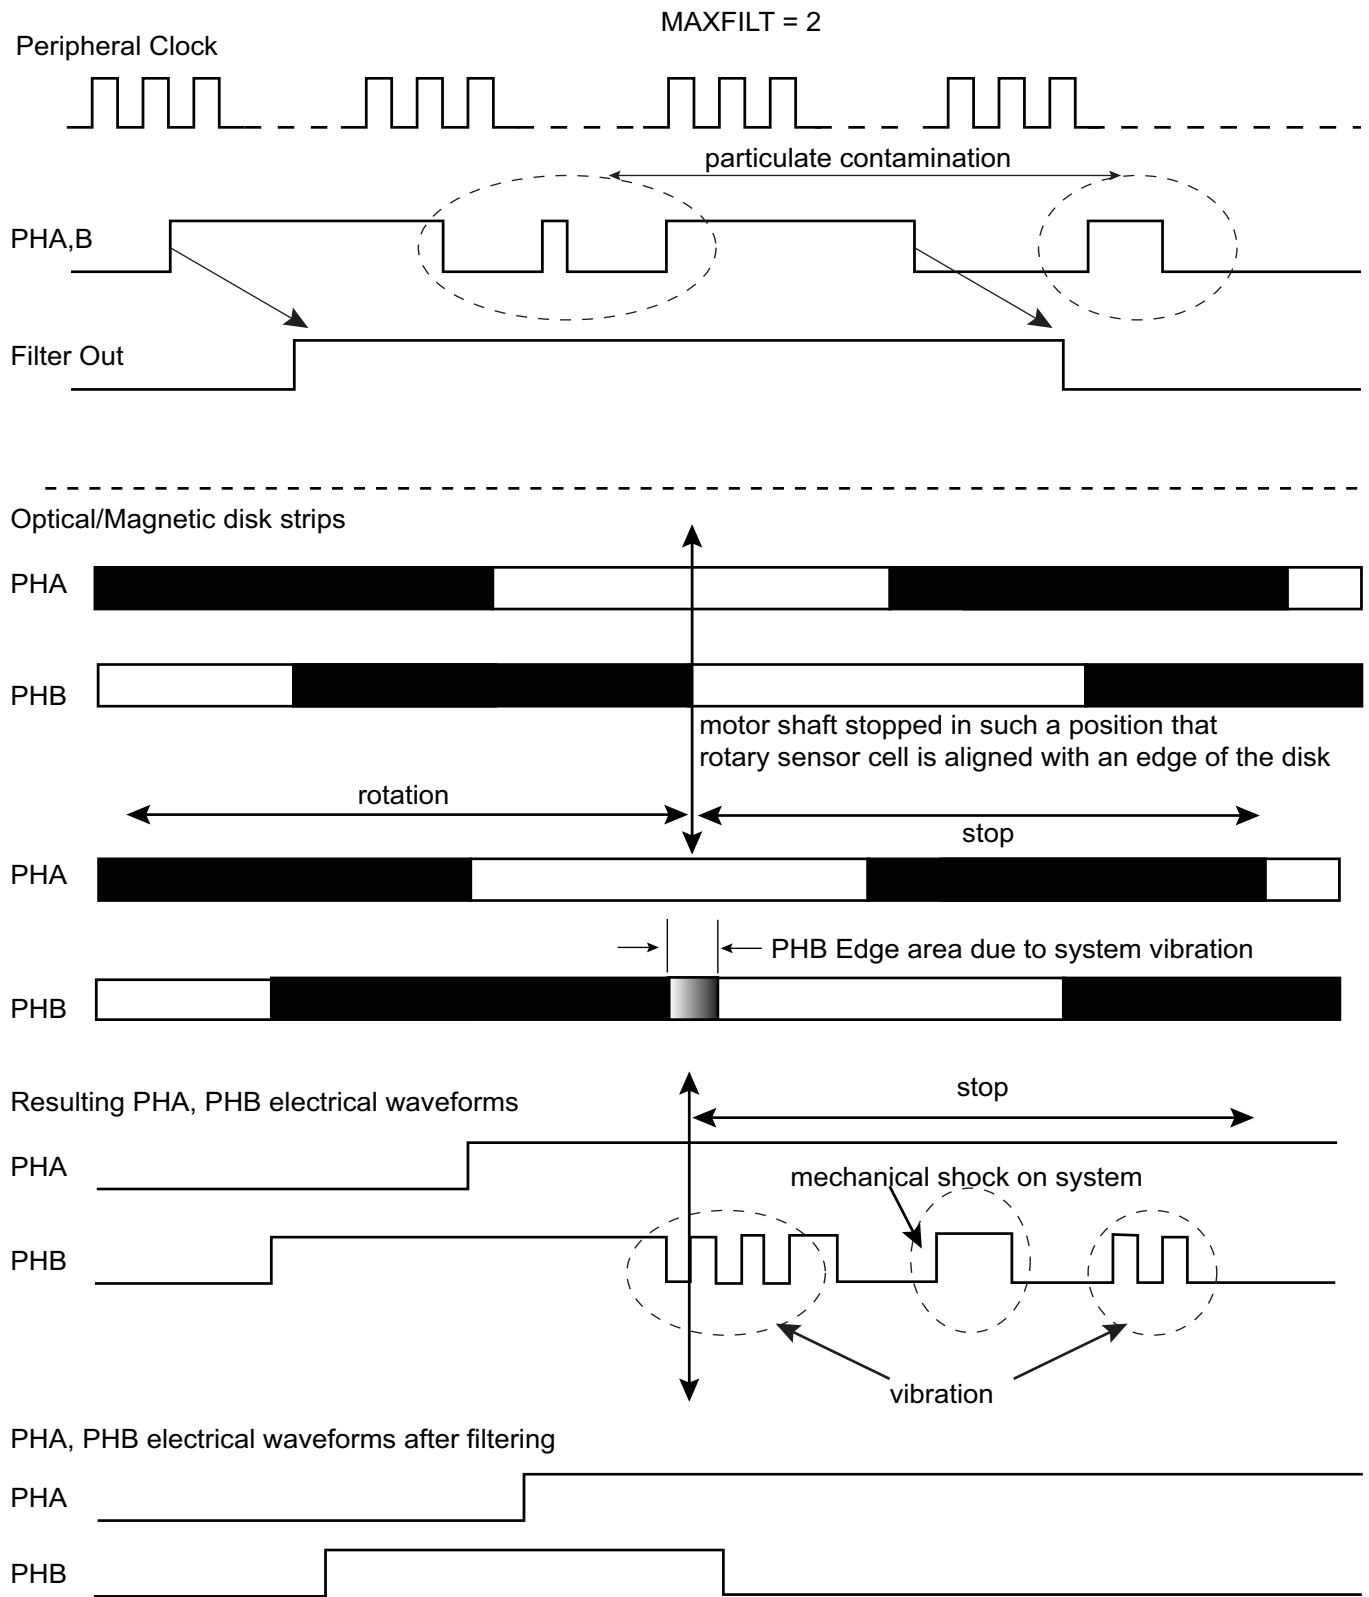 MAXFILT = 2
Peripheral Clock
particulate contamination
PHA,B
Filter Out
Optical/Magnetic disk strips
PHA
PHB
motor shaft stopped in such a position that
rotary sensor cell is aligned with an edge of the disk
rotation
stop
PHA
PHB Edge area due to system vibration
PHB
stop
Resulting PHA, PHB electrical waveforms
PHA
mechanical shock on system
PHB
vibration
PHA, PHB electrical waveforms after filtering
PHA
PHB